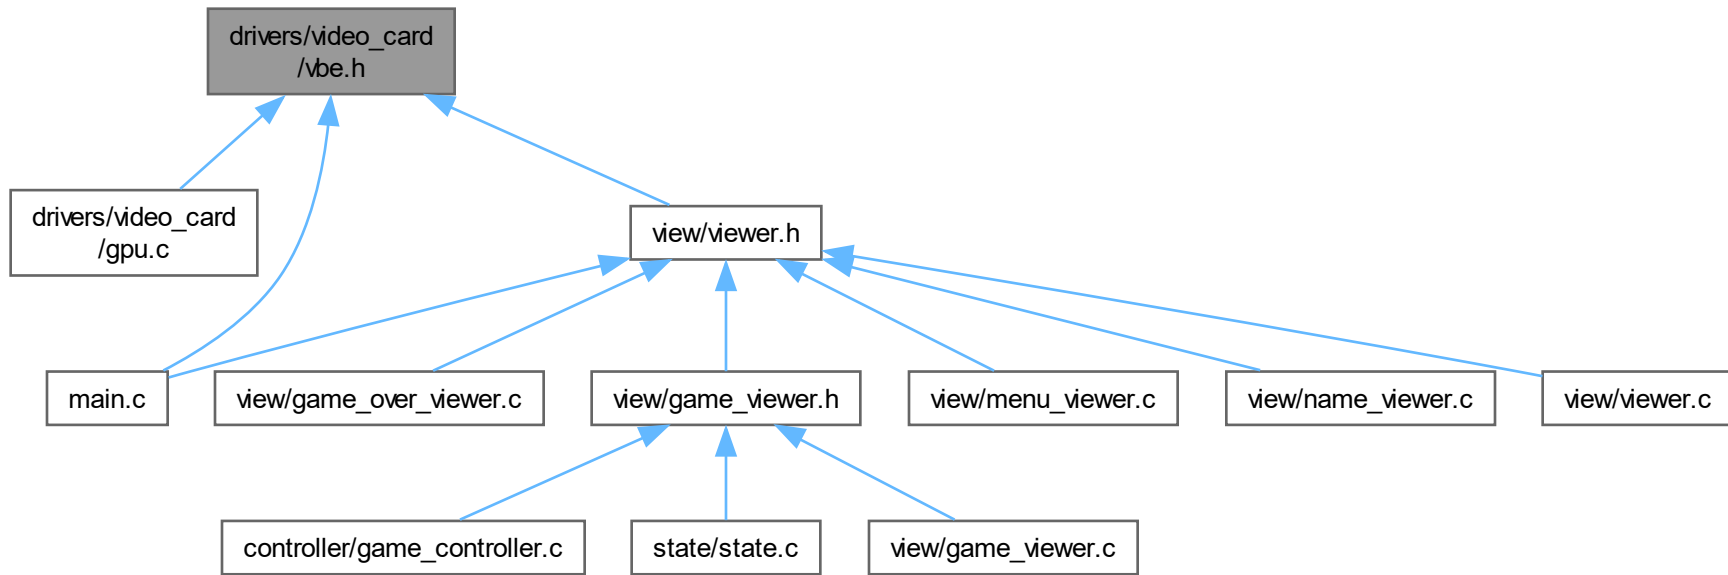 drivers/video_card
/vbe.h
drivers/video_card
/gpu.c
view/viewer.h
main.c
view/game_over_viewer.c
view/game_viewer.h
view/menu_viewer.c
view/name_viewer.c
view/viewer.c
controller/game_controller.c
state/state.c
view/game_viewer.c